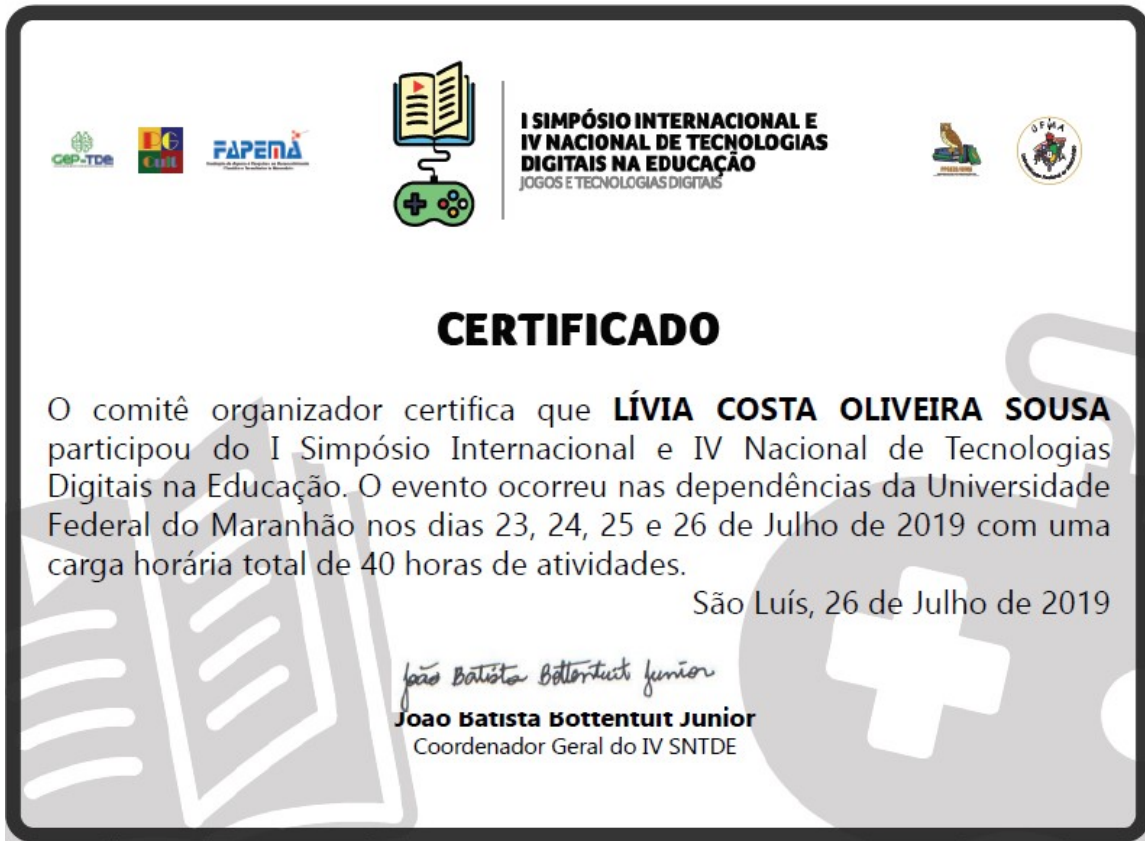 GEP-TDE
PG
Cult
FAPEMA
I SIMPÓSIO INTERNACIONAL E
IV NACIONAL DE TECNOLOGIAS
DIGITAIS NA EDUCAÇÃO
JOGOS E TECNOLOGIAS DIGITAIS
UFMA
CERTIFICADO
O comitê organizador certifica que LÍVIA COSTA OLIVEIRA SOUSA
participou do I Simpósio Internacional e IV Nacional de Tecnologias
Digitais na Educação. O evento ocorreu nas dependências da Universidade
Federal do Maranhão nos dias 23, 24, 25 e 26 de Julho de 2019 com uma
carga horária total de 40 horas de atividades.
São Luís, 26 de Julho de 2019
João Batista Bottentuit Junior
João Batista Bottentuit Junior
Coordenador Geral do IV SNTDE